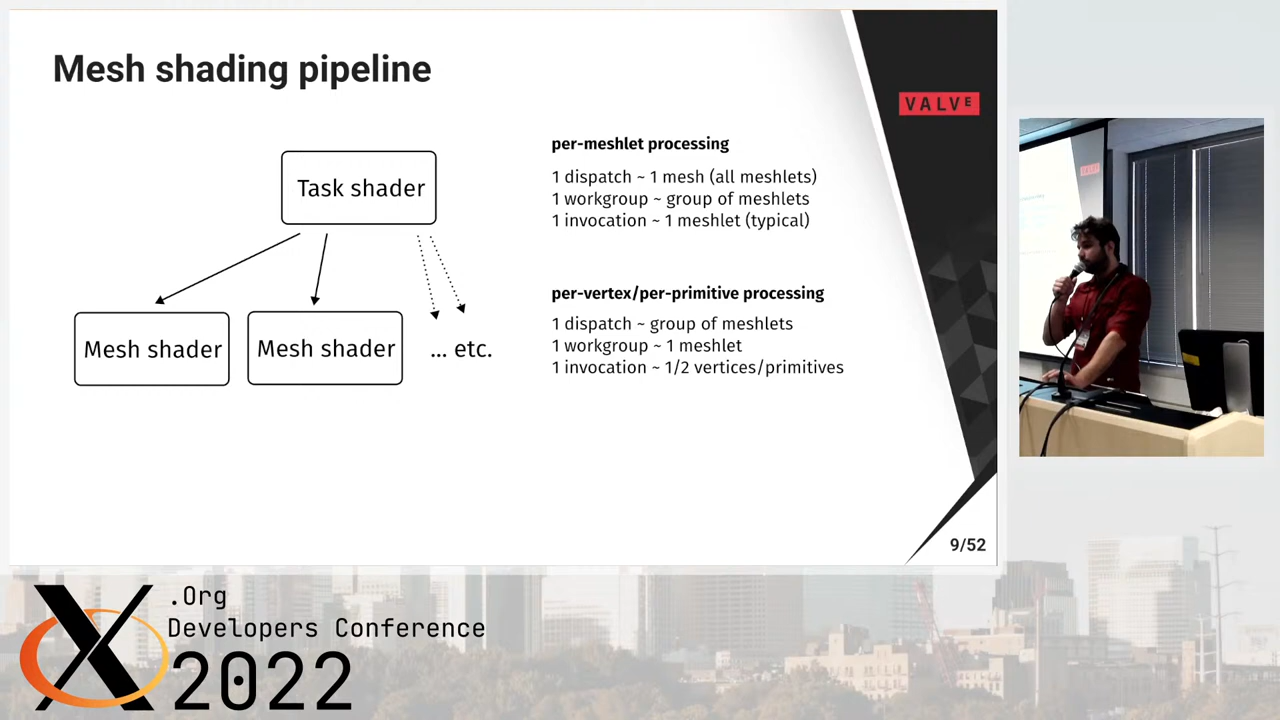 Mesh shading pipeline
VALVE
Task shader
Mesh shader
Mesh shader
... etc.
per-meshlet processing
1 dispatch ~ 1 mesh (all meshlets)
1 workgroup ~ group of meshlets
1 invocation ~ 1 meshlet (typical)
per-vertex/per-primitive processing
1 dispatch ~ group of meshlets
1 workgroup ~ 1 meshlet
1 invocation ~ 1/2 vertices/primitives
9/52
X.Org
Developers Conference
2022